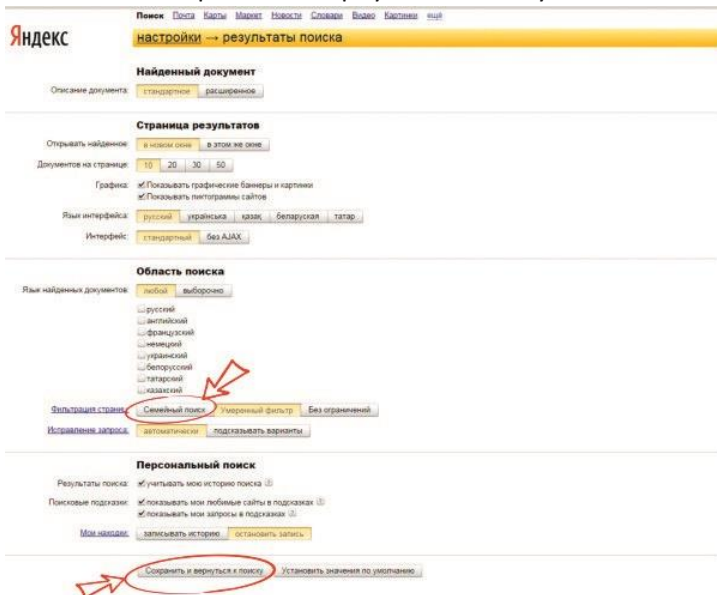 Поиск Почта Карты Маркет Новости Словари Видео Картинки ещё
Яндекс
настройки → результаты поиска
Найденный документ
Описание документа: стандартное расширенное
Страница результатов
Открывать найденное: в новом окне в этом же окне
Документов на странице: 10 20 30 50
Графика: Показывать графические баннеры и картинки
Показывать пиктограммы сайтов
Язык интерфейса: русский українська қазақ беларуская татар
Интерфейс: стандартный без AJAX
Область поиска
Язык найденных документов: любой выборочно
русский
английский
французский
немецкий
украинский
белорусский
татарский
казахский
Фильтрация страниц: Семейный поиск Умеренный фильтр Без ограничений
Исправление запроса: автоматически подсказывать варианты
Персональный поиск
Результаты поиска: учитывать мою историю поиска
Поисковые подсказки: показывать мои любимые сайты в подсказках
показывать мои запросы в подсказках
Мои находки: записывать историю остановить запись
Сохранить и вернуться к поиску Установить значения по умолчанию